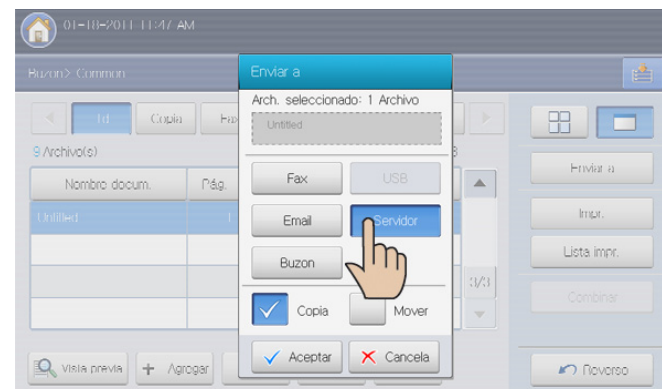 01-18-2011 11:47 AM
Buzon> Common
Enviar a
Arch. seleccionado: 1 Archivo
Untitled
Td Copia Fax
9 Archivo(s)
Nombre docum. Pág.
Untitled 1
3/3
Fax USB
Email Servidor
Buzon
Copia Mover
Aceptar Cancela
Enviar a
Impr.
Lista impr.
Combinar
Vista previa Agregar
Reverso